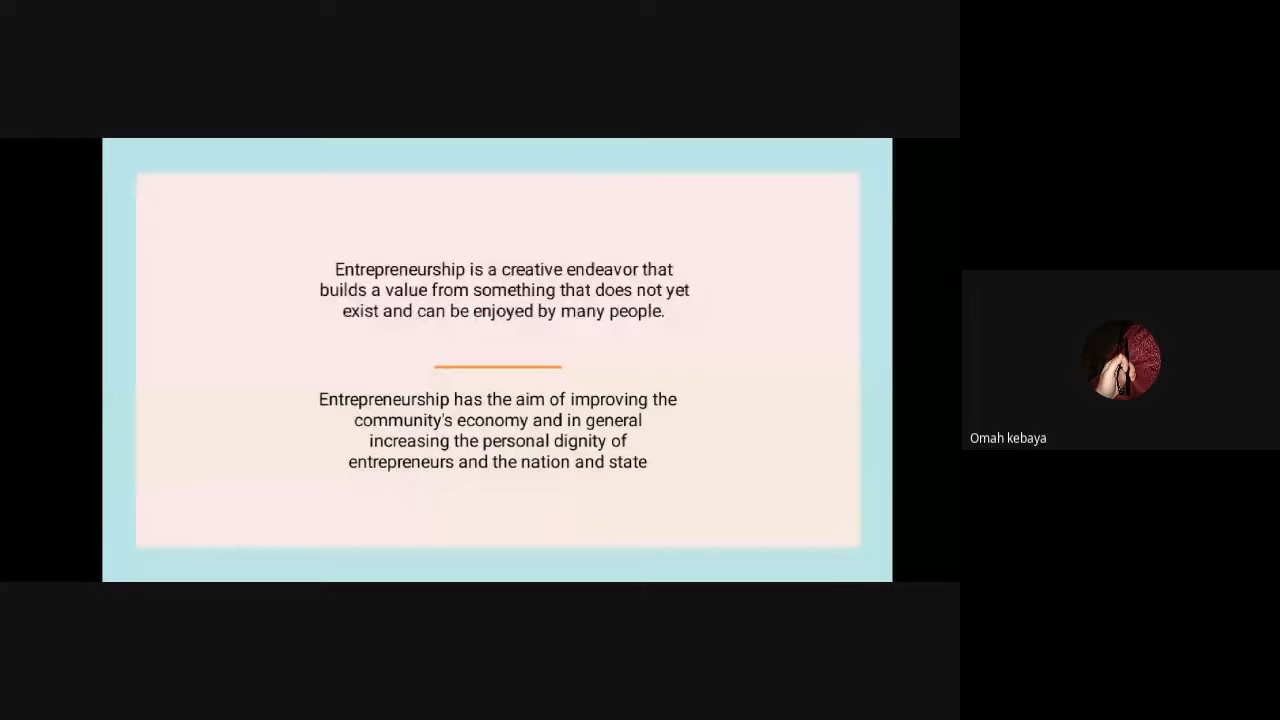 Entrepreneurship is a creative endeavor that
builds a value from something that does not yet
exist and can be enjoyed by many people.
Entrepreneurship has the aim of improving the
community's economy and in general
increasing the personal dignity of
entrepreneurs and the nation and state
Omah kebaya